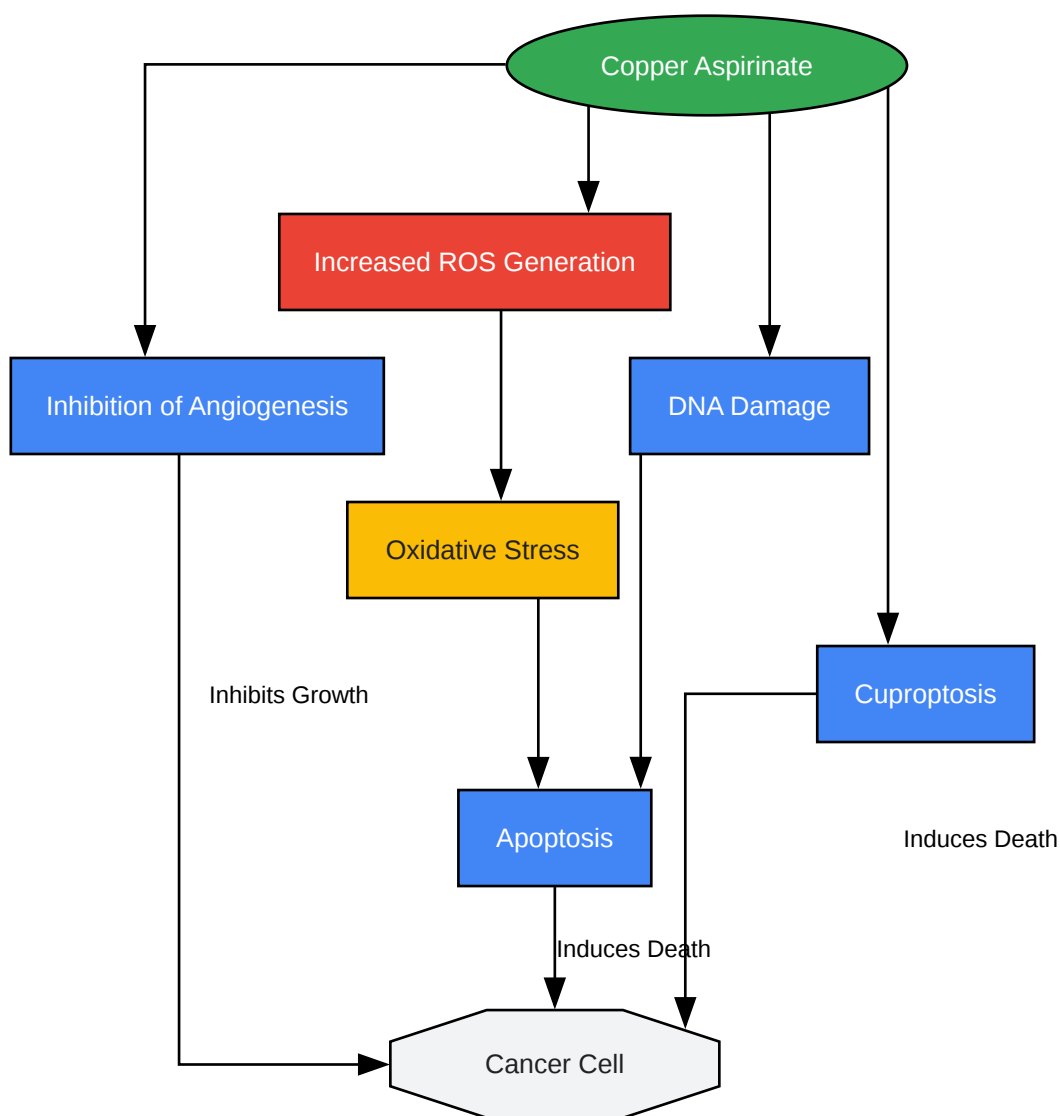 Copper Aspirinate
Increased ROS Generation
Inhibition of Angiogenesis
DNA Damage
Oxidative Stress
Inhibits Growth
Cuproptosis
Apoptosis
Induces Death
Induces Death
Cancer Cell